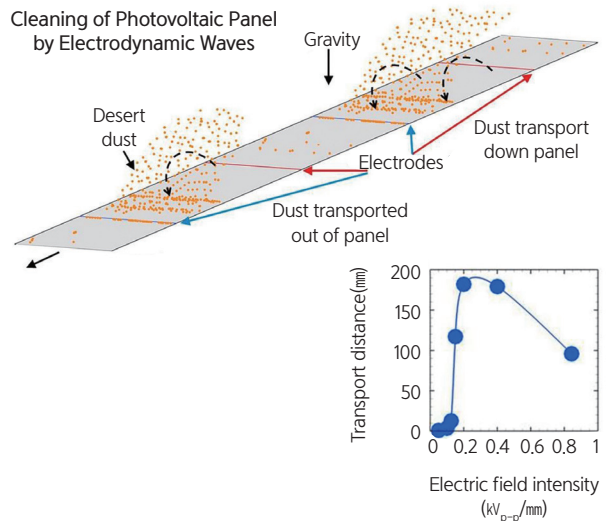 Cleaning of Photovoltaic Panel
by Electrodynamic Waves
Gravity
Desert
dust
Electrodes
Dust transport
down panel
Dust transported
out of panel
Transport distance(㎜)
200
150
100
50
0
0
0.2
0.4
0.6
0.8
1
Electric field intensity
(㎸p-p/㎜)